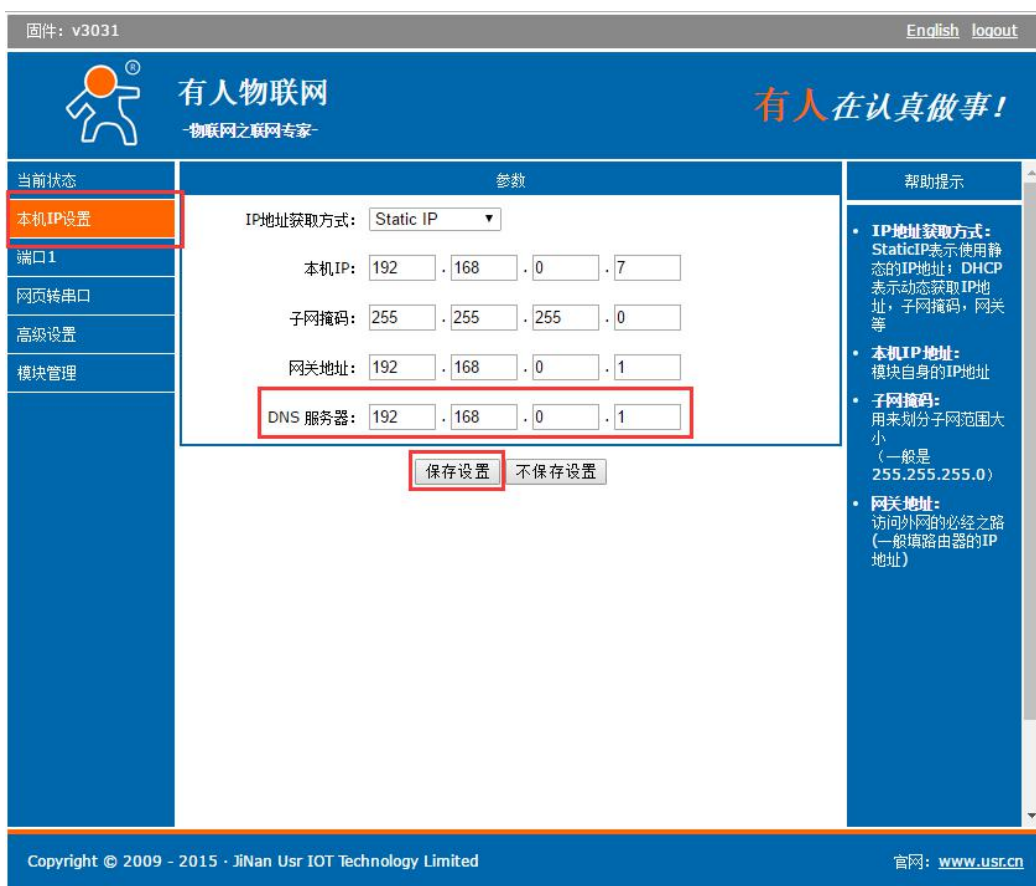 固件: v3031
English logout
®
有人物联网
-物联网之联网专家-
有人在认真做事!
当前状态
本机IP设置
端口1
网页转串口
高级设置
模块管理
参数
IP地址获取方式: Static IP
本机IP: 192 . 168 . 0 . 7
子网掩码: 255 . 255 . 255 . 0
网关地址: 192 . 168 . 0 . 1
DNS 服务器: 192 . 168 . 0 . 1
保存设置 不保存设置
帮助提示
• IP地址获取方式:
StaticIP表示使用静
态的IP地址; DHCP
表示动态获取IP地
址, 子网掩码, 网关
等
• 本机IP地址:
模块自身的IP地址
• 子网掩码:
用来划分子网范围大
小
(一般是
255.255.255.0)
• 网关地址:
访问外网的必经之路
(一般填路由器的IP
地址)
Copyright © 2009 - 2015 · JiNan Usr IOT Technology Limited
官网: www.usr.cn